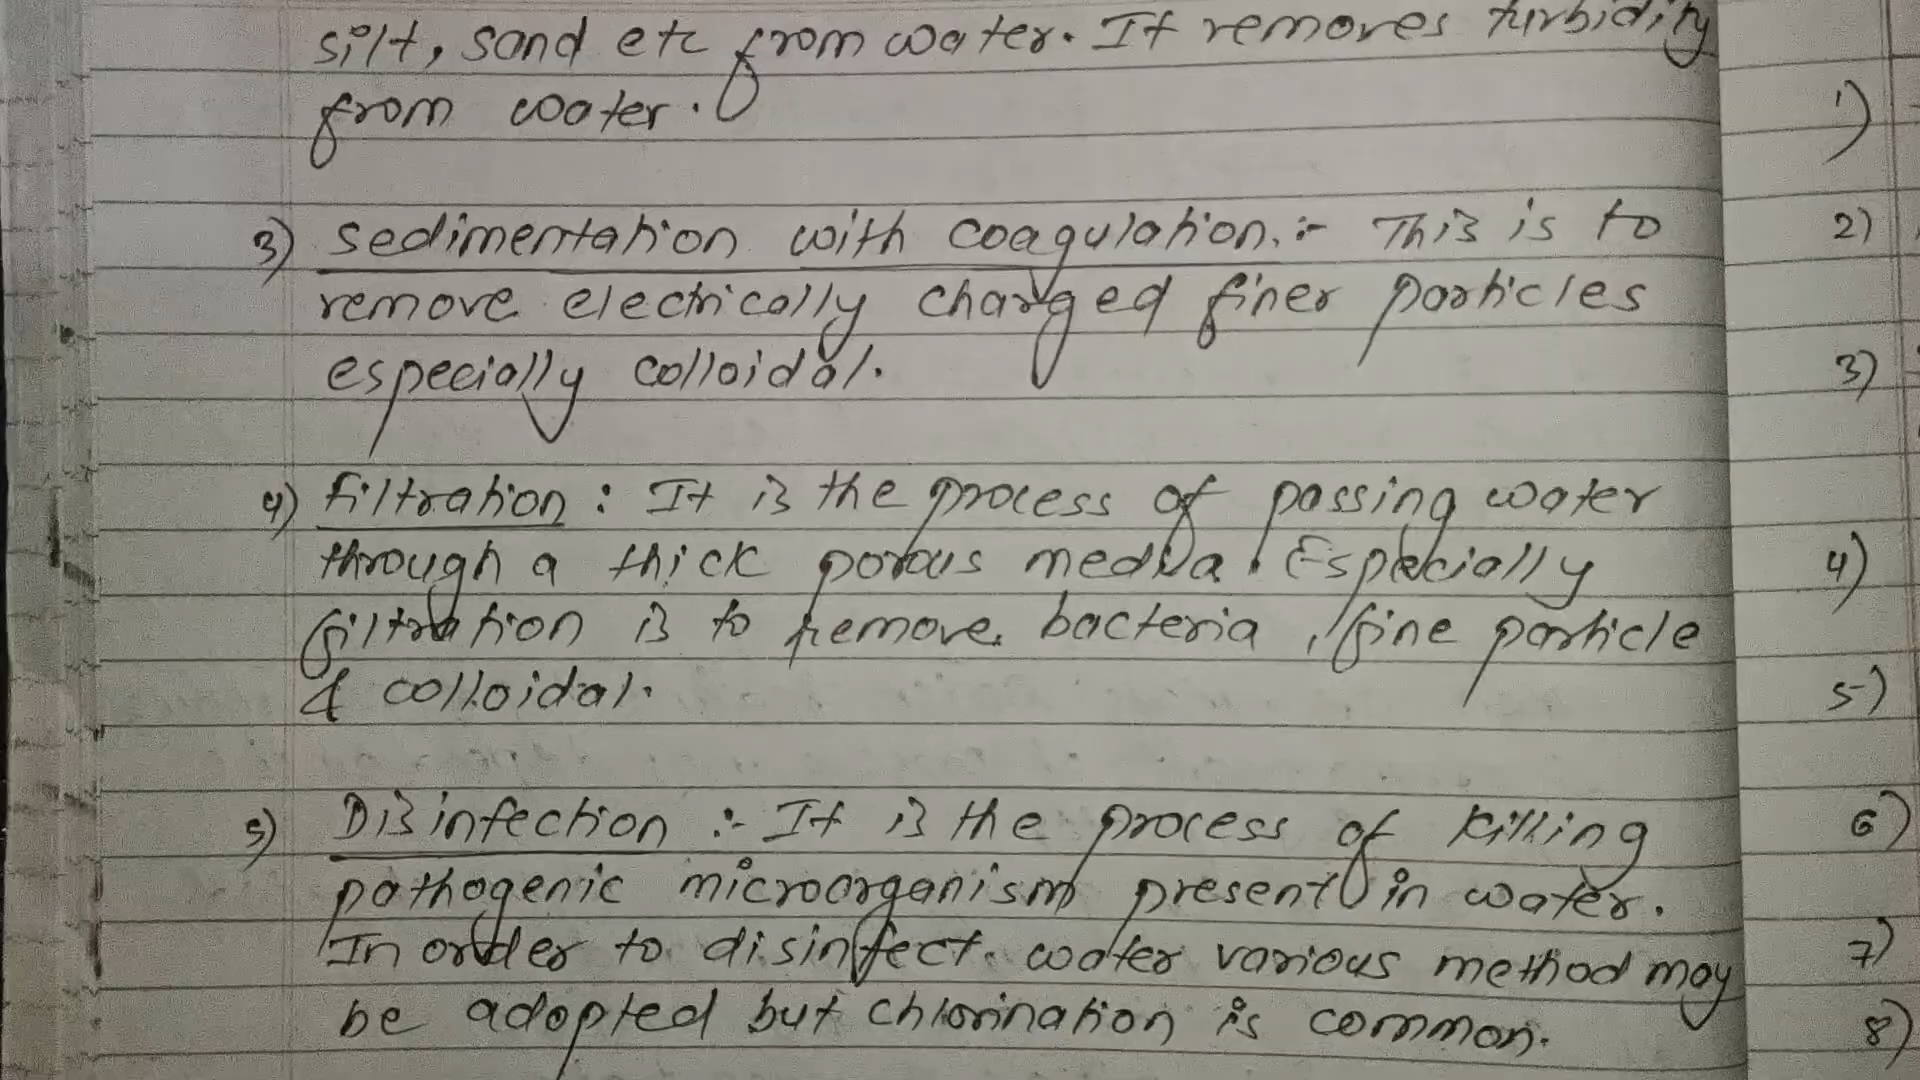 silt, sand etc from water. It removes turbidity
from water.
3) Sedimentation with coagulation. :- This is to
remove electrically charged finer particles
especially colloidal.
4) Filtration : It is the process of passing water
through a thick porous media. Especially
filtration is to remove bacteria, fine particle
& colloidal.
5) Disinfection :- It is the process of killing
pathogenic microorganism present in water.
In order to disinfect. water various method may
be adopted but chlorination is common.
1)
2)
3)
4)
5)
6)
7)
8)